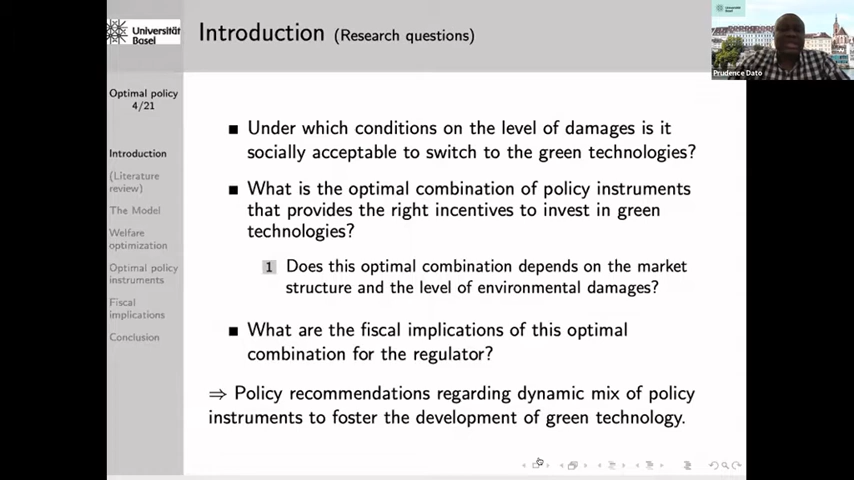 Universität
Basel
Introduction (Research questions)
Universität
Basel
Prudence Dato
Optimal policy
4/21
Introduction
(Literature
review)
The Model
Welfare
optimization
Optimal policy
instruments
Fiscal
implications
Conclusion
Under which conditions on the level of damages is it
socially acceptable to switch to the green technologies?
What is the optimal combination of policy instruments
that provides the right incentives to invest in green
technologies?
1 Does this optimal combination depends on the market
structure and the level of environmental damages?
What are the fiscal implications of this optimal
combination for the regulator?
⇒ Policy recommendations regarding dynamic mix of policy
instruments to foster the development of green technology.